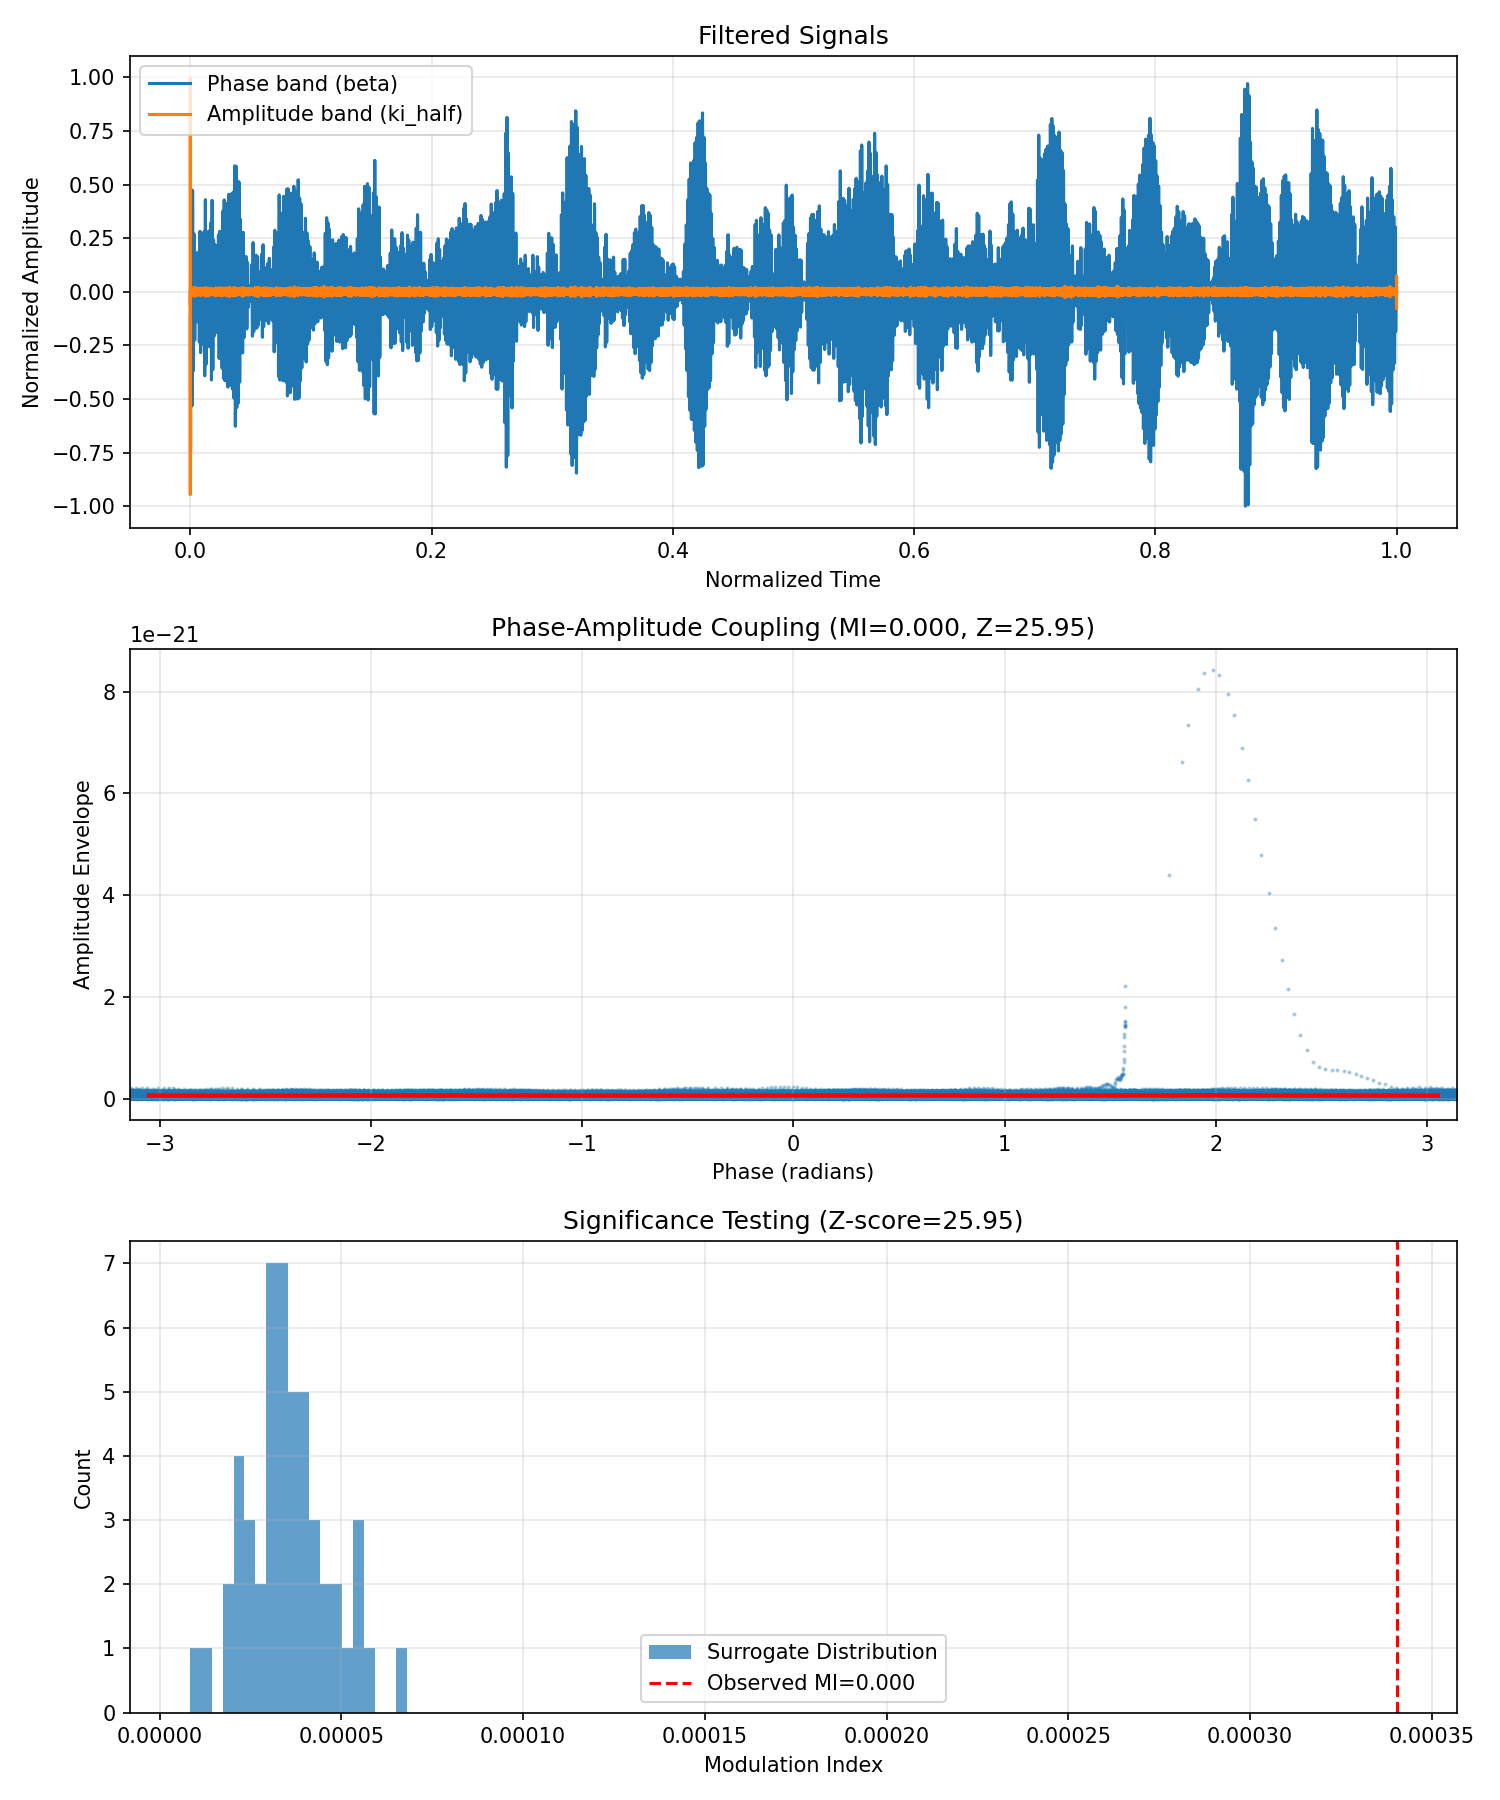 Filtered Signals
Phase band (beta)
Amplitude band (ki_half)
Normalized Amplitude
1.00
0.75
0.50
0.25
0.00
−0.25
−0.50
−0.75
−1.00
0.0 0.2 0.4 0.6 0.8 1.0
Normalized Time
Phase-Amplitude Coupling (MI=0.000, Z=25.95)
1e−21
Amplitude Envelope
8
6
4
2
0
−3 −2 −1 0 1 2 3
Phase (radians)
Significance Testing (Z-score=25.95)
Count
7
6
5
4
3
2
1
0
Surrogate Distribution
Observed MI=0.000
0.00000 0.00005 0.00010 0.00015 0.00020 0.00025 0.00030 0.00035
Modulation Index